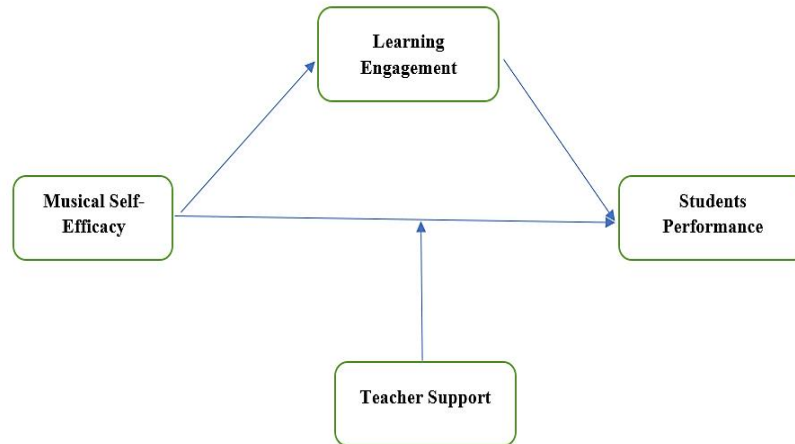 Learning
Engagement
Musical Self-
Efficacy
Students
Performance
Teacher Support